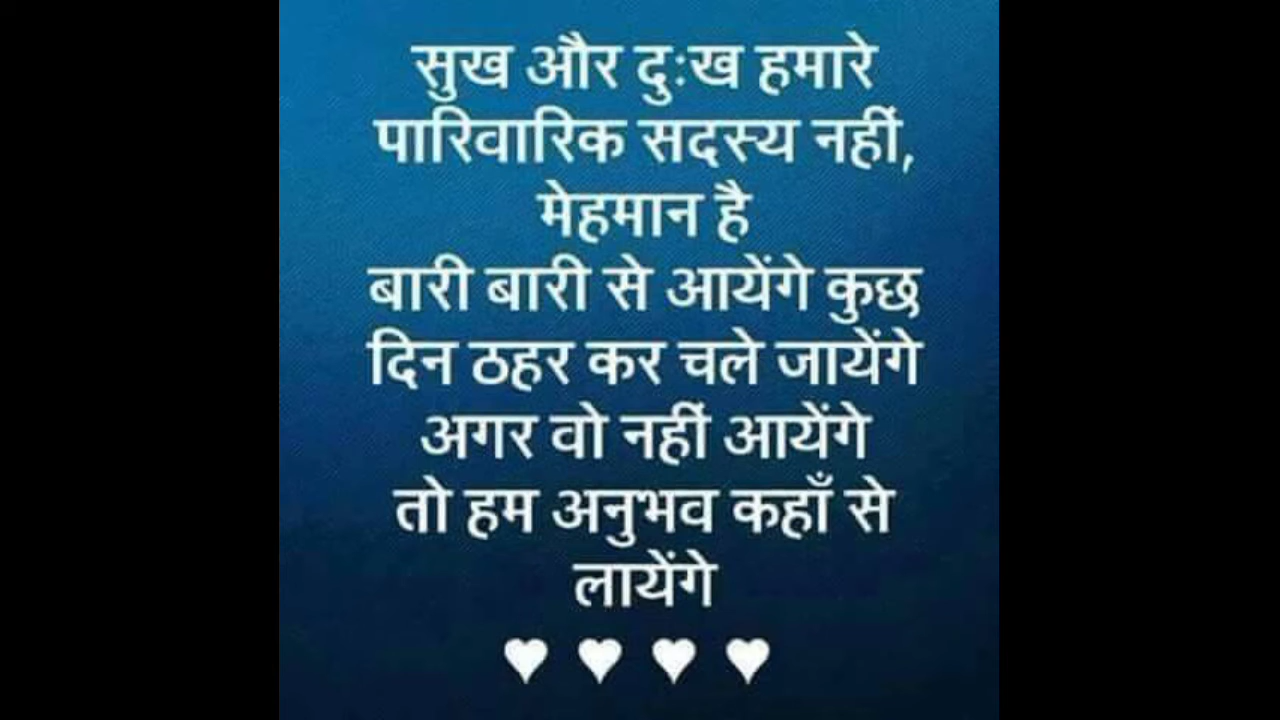 सुख और दुःख हमारे
पारिवारिक सदस्य नहीं,
मेहमान है
बारी बारी से आयेंगे कुछ
दिन ठहर कर चले जायेंगे
अगर वो नहीं आयेंगे
तो हम अनुभव कहाँ से
लायेंगे
♥ ♥ ♥ ♥